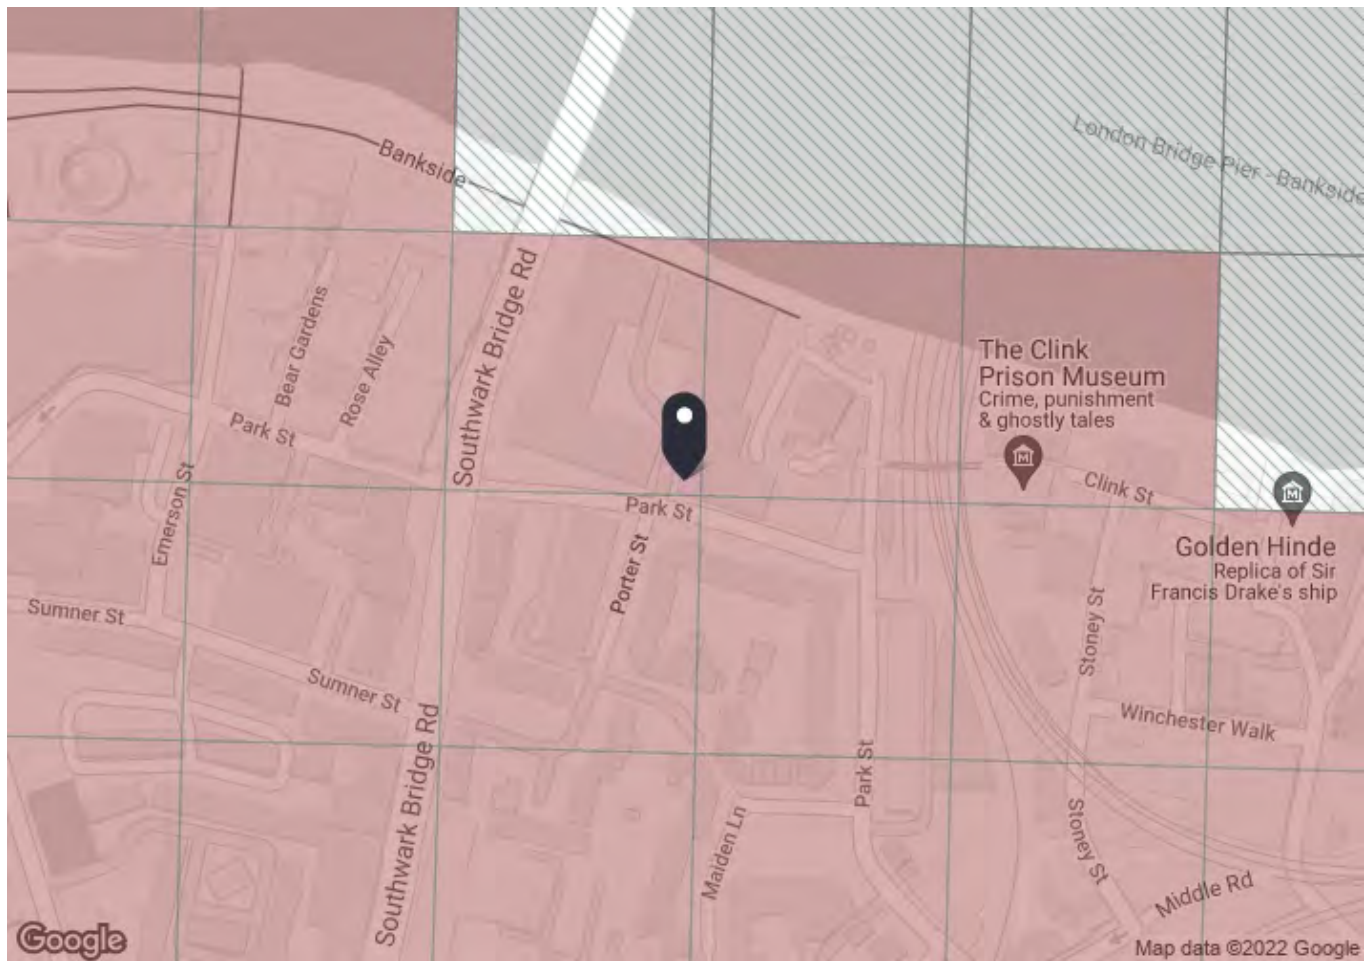 London Bridge Pier - Bankside
Bankside
Southwark Bridge Rd
Bear Gardens
Rose Alley
The Clink
Prison Museum
Crime, punishment
& ghostly tales
Park St
Clink St
Emerson St
Park St
Golden Hinde
Replica of Sir
Francis Drake's ship
Porter St
Sumner St
Stoney St
Sumner St
Winchester Walk
Southwark Bridge Rd
Park St
Maiden Ln
Stoney St
Middle Rd
Google
Map data ©2022 Google